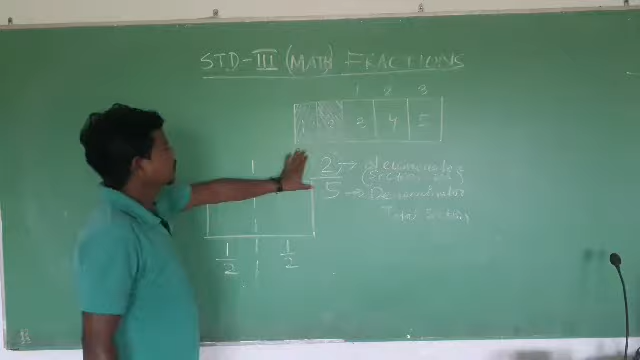 STD-III (MATH) FRACTIONS
1 2 3
1 2 3 4 5
2 →
5 → Denominator
Total Section
1/2 1/2